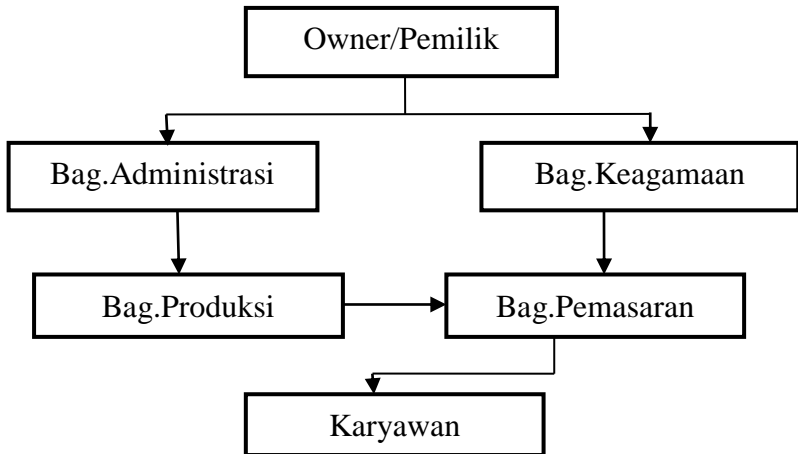 Owner/Pemilik
Bag.Administrasi
Bag.Keagamaan
Bag.Produksi
Bag.Pemasaran
Karyawan